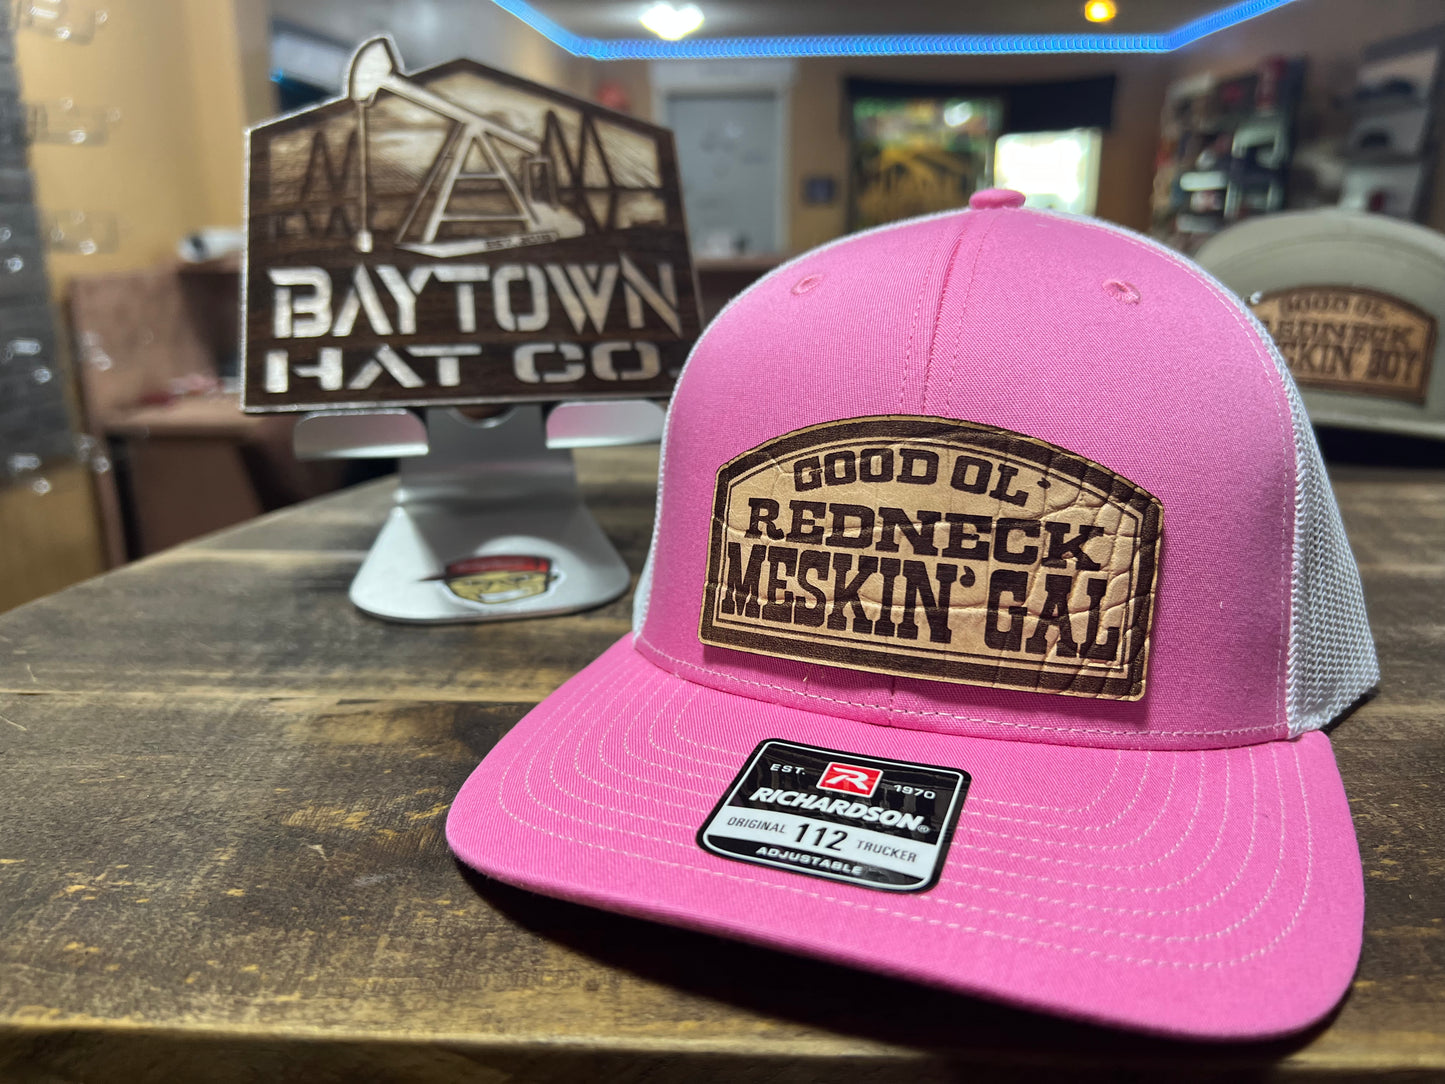 BAYTOWN
HAT CO.
GOOD OL'
REDNECK
MESKIN' GAL
EST. R 1970
RICHARDSON®
ORIGINAL 112 TRUCKER
ADJUSTABLE
GOOD OL'
REDNECK
BOY